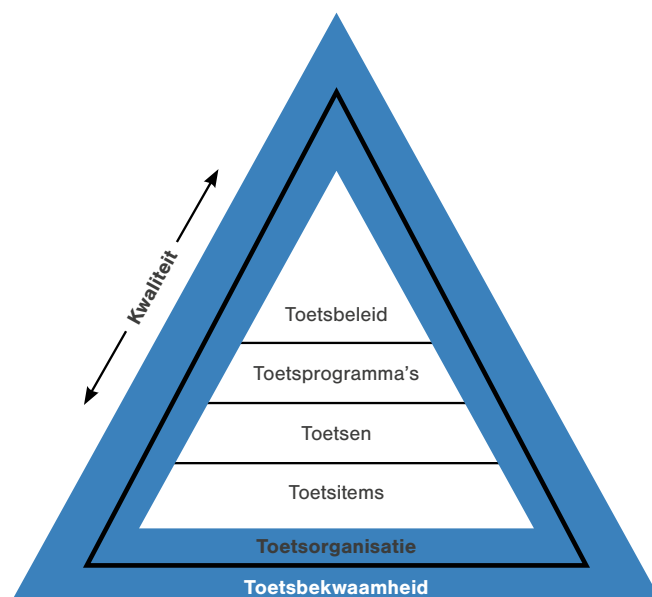 Kwaliteit
Toetsbeleid
Toetsprogramma's
Toetsen
Toetsitems
Toetsorganisatie
Toetsbekwaamheid